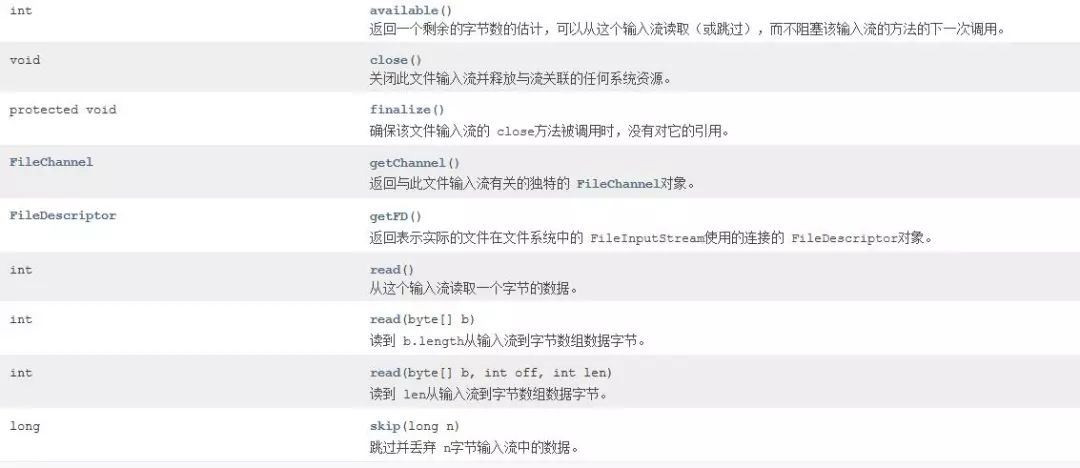 int available()
返回一个剩余的字节数的估计，可以从这个输入流读取（或跳过），而不阻塞该输入流的方法的下一次调用。
void close()
关闭此文件输入流并释放与流关联的任何系统资源。
protected void finalize()
确保该文件输入流的 close方法被调用时，没有对它的引用。
FileChannel getChannel()
返回与此文件输入流有关的独特的 FileChannel对象。
FileDescriptor getFD()
返回表示实际的文件在文件系统中的 FileInputStream使用的连接的 FileDescriptor对象。
int read()
从这个输入流读取一个字节的数据。
int read(byte[] b)
读到 b.length从输入流到字节数组数据字节。
int read(byte[] b, int off, int len)
读到 len从输入流到字节数组数据字节。
long skip(long n)
跳过并丢弃 n字节输入流中的数据。